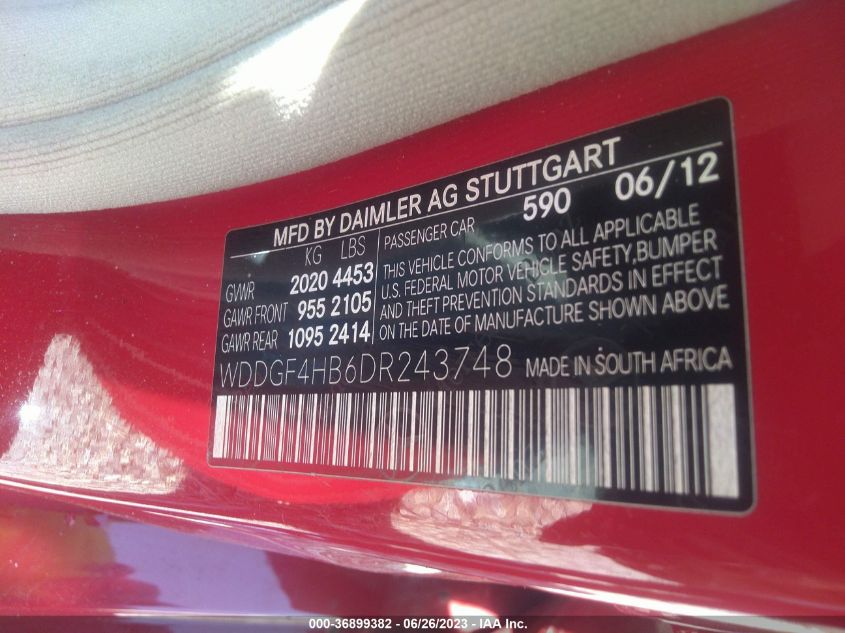 MFD BY DAIMLER AG STUTTGART
KG LBS
GVWR 2020 4453
GAWR FRONT 955 2105
GAWR REAR 1095 2414
PASSENGER CAR 590 06/12
THIS VEHICLE CONFORMS TO ALL APPLICABLE
U.S. FEDERAL MOTOR VEHICLE SAFETY,BUMPER
AND THEFT PREVENTION STANDARDS IN EFFECT
ON THE DATE OF MANUFACTURE SHOWN ABOVE
WDDGF4HB6DR243748 MADE IN SOUTH AFRICA
000-36899382 - 06/26/2023 - IAA Inc.